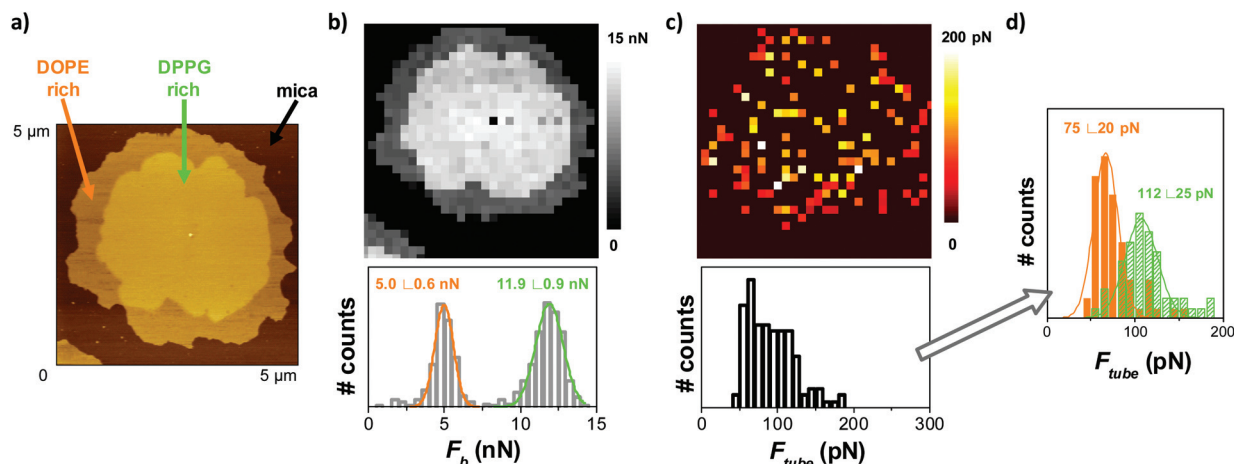 a)
DOPE
rich
DPPG
rich
mica
5 µm
0
5 µm
b)
15 nN
0
5.0 ∟0.6 nN
11.9 ∟0.9 nN
# counts
0
5
10
15
F_b (nN)
c)
200 pN
0
# counts
0
100
200
300
F_tube (pN)
d)
75 ∟20 pN
112 ∟25 pN
# counts
0
100
200
F_tube (pN)